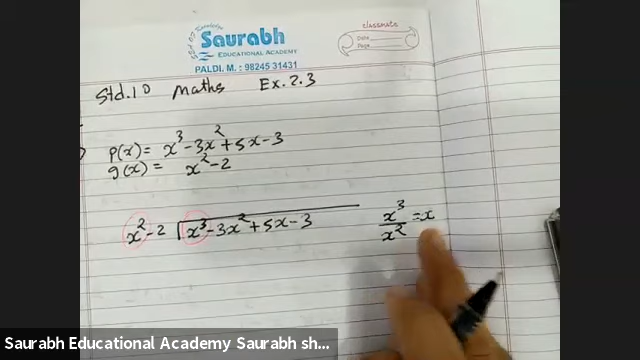 Saurabh
EDUCATIONAL ACADEMY
PALDI. M. : 98245 31431
classmate
Date
Page
Std.10 Maths Ex.2.3
p(x)= x³-3x²+5x-3
g(x)= x²-2
x²-2 x³-3x²+5x-3
x³/x² =x
Saurabh Educational Academy Saurabh sh...